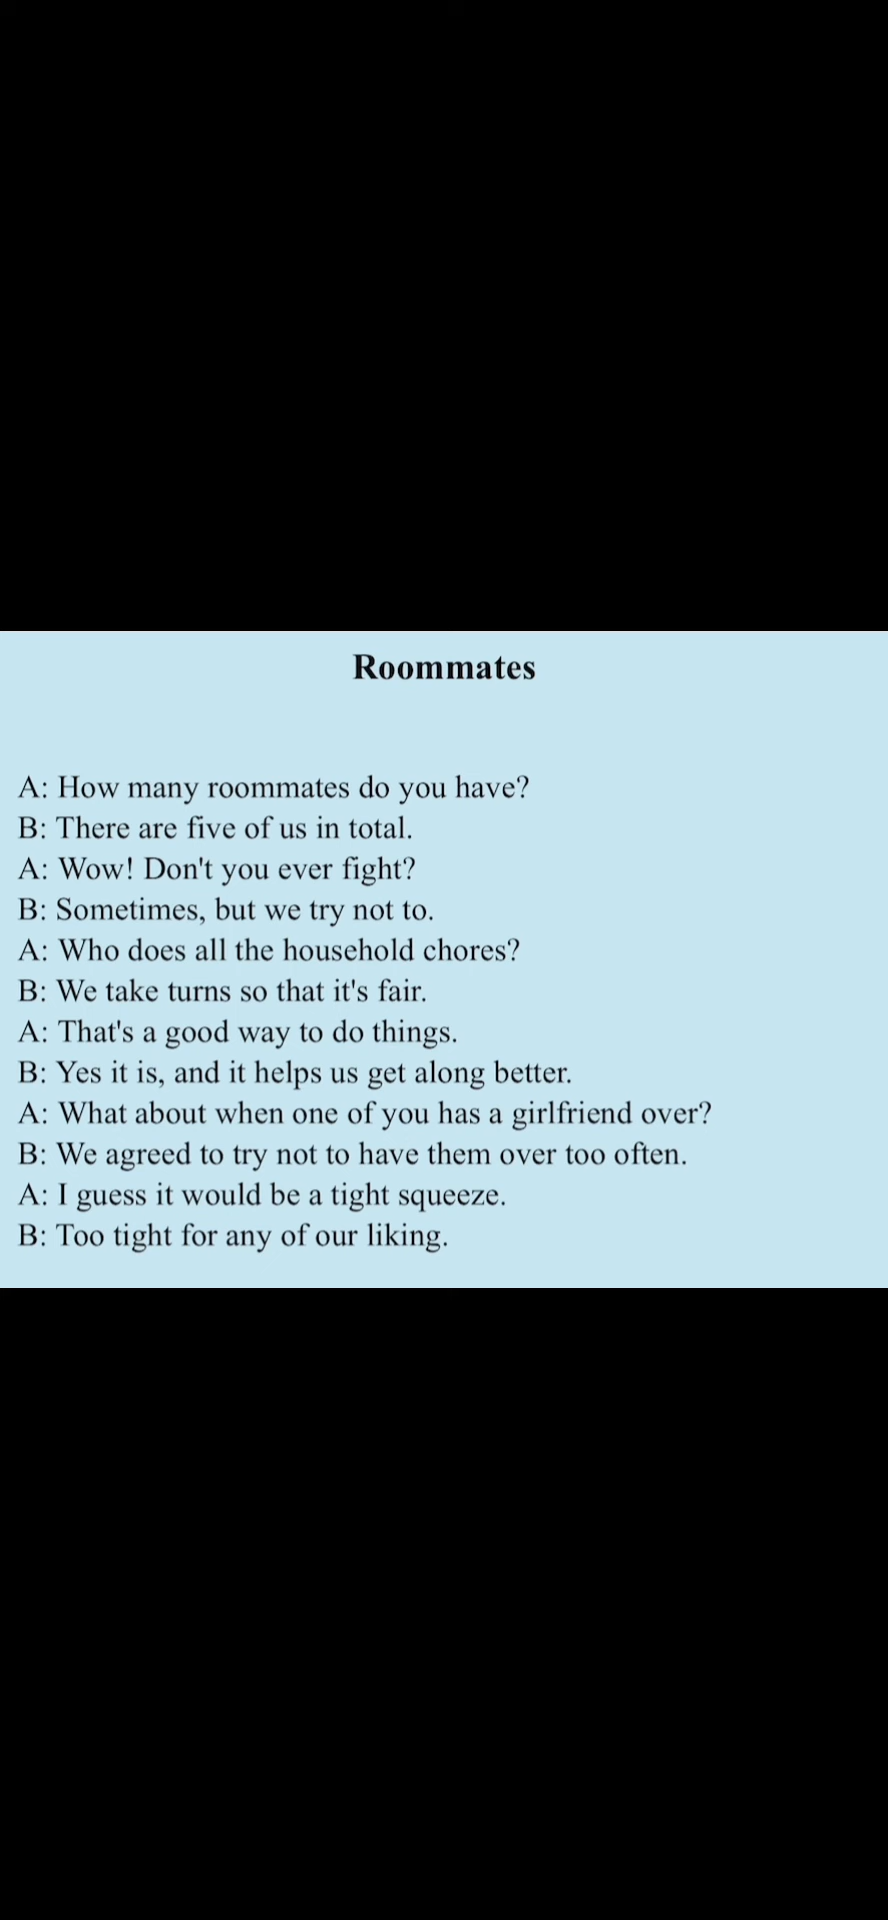 Roommates
A: How many roommates do you have?
B: There are five of us in total.
A: Wow! Don't you ever fight?
B: Sometimes, but we try not to.
A: Who does all the household chores?
B: We take turns so that it's fair.
A: That's a good way to do things.
B: Yes it is, and it helps us get along better.
A: What about when one of you has a girlfriend over?
B: We agreed to try not to have them over too often.
A: I guess it would be a tight squeeze.
B: Too tight for any of our liking.